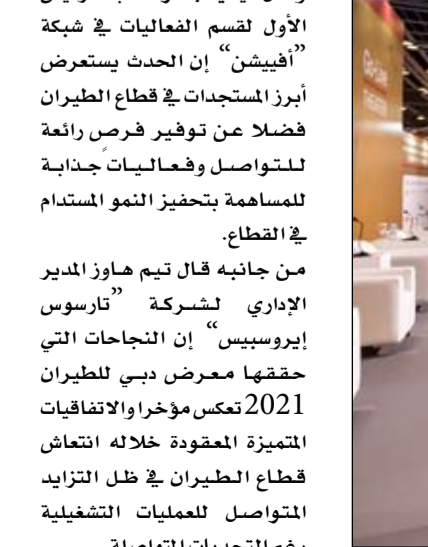 الأول لقسم الفعاليات في شبكة
”أفييشن“ إن الحدث يستعرض
أبرز المستجدات في قطاع الطيران
فضلا عن توفير فرص رائعة
للتواصل وفعاليات جذابة
للمساهمة بتحفيز النمو المستدام
في القطاع.
من جانبه قال تيم هاوز المدير
الإداري لشركة ”تارسوس
إيروسبيس“ إن النجاحات التي
حققها معرض دبي للطيران
2021 تعكس مؤخرا والاتفاقيات
المتميزة المعقودة خلاله انتعاش
قطاع الطيران في ظل التزايد
المتواصل للعمليات التشغيلية
رغم التحديات المتواصلة